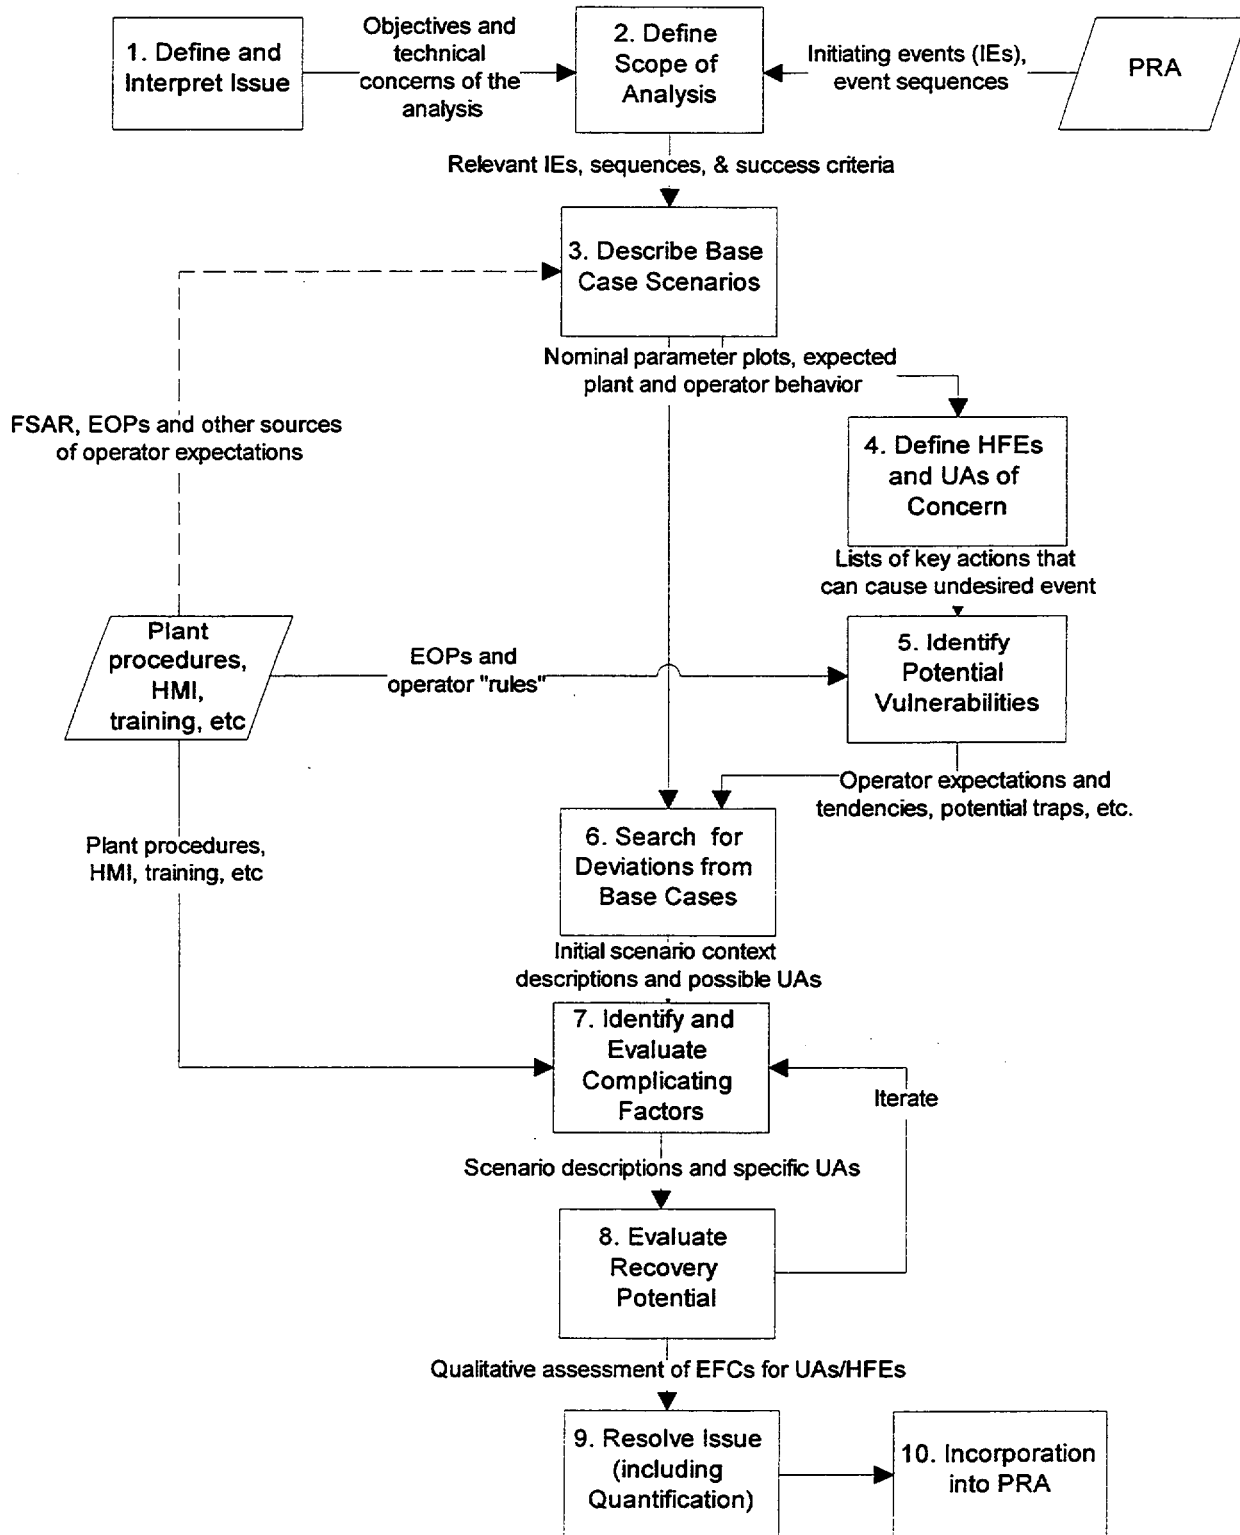 1. Define and
Interpret Issue
Objectives and
technical
concerns of the
analysis
2. Define
Scope of
Analysis
Initiating events (IEs),
event sequences
PRA
Relevant IEs, sequences, & success criteria
3. Describe Base
Case Scenarios
Nominal parameter plots, expected
plant and operator behavior
FSAR, EOPs and other sources
of operator expectations
4. Define HFEs
and UAs of
Concern
Lists of key actions that
can cause undesired event
Plant
procedures,
HMI,
training, etc
EOPs and
operator "rules"
5. Identify
Potential
Vulnerabilities
Operator expectations and
tendencies, potential traps, etc.
Plant procedures,
HMI, training, etc
6. Search for
Deviations from
Base Cases
Initial scenario context
descriptions and possible UAs
7. Identify and
Evaluate
Complicating
Factors
Iterate
Scenario descriptions and specific UAs
8. Evaluate
Recovery
Potential
Qualitative assessment of EFCs for UAs/HFEs
9. Resolve Issue
(including
Quantification)
10. Incorporation
into PRA